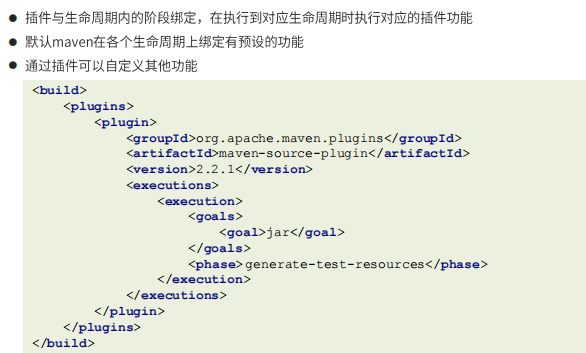 ● 插件与生命周期内的阶段绑定，在执行到对应生命周期时执行对应的插件功能
● 默认maven在各个生命周期上绑定有预设的功能
● 通过插件可以自定义其他功能
<build>
    <plugins>
        <plugin>
            <groupId>org.apache.maven.plugins</groupId>
            <artifactId>maven-source-plugin</artifactId>
            <version>2.2.1</version>
            <executions>
                <execution>
                    <goals>
                        <goal>jar</goal>
                    </goals>
                    <phase>generate-test-resources</phase>
                </execution>
            </executions>
        </plugin>
    </plugins>
</build>